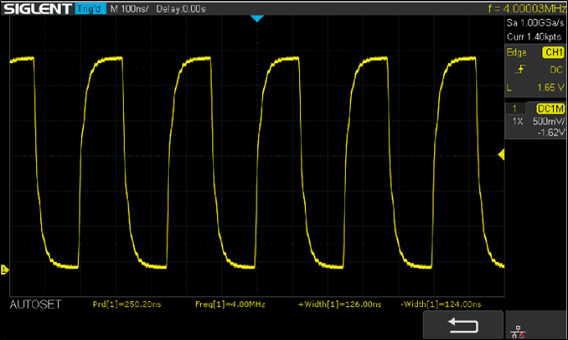 SIGLENT Trig'd M 100ns/ Delay:0.00s f = 4.00003MHz
Sa 1.00GSa/s
Curr 1.40kpts
Edge CH1
DC
L 1.65 V
1 DC1M
1X 500mV/
-1.62V
1
AUTOSET Prd[1]=250.20ns Freq[1]=4.00MHz +Width[1]=126.00ns -Width[1]=124.00ns